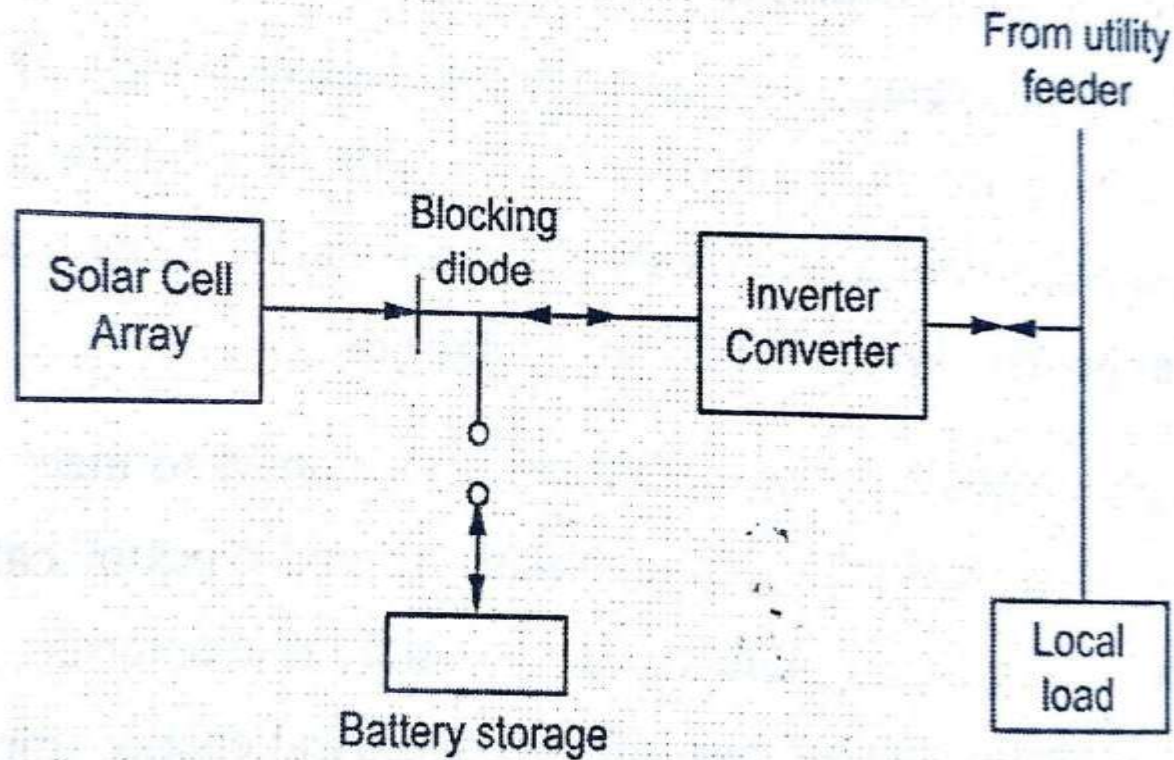 From utility
feeder
Blocking
diode
Solar Cell
Array
Inverter
Converter
Local
load
Battery storage